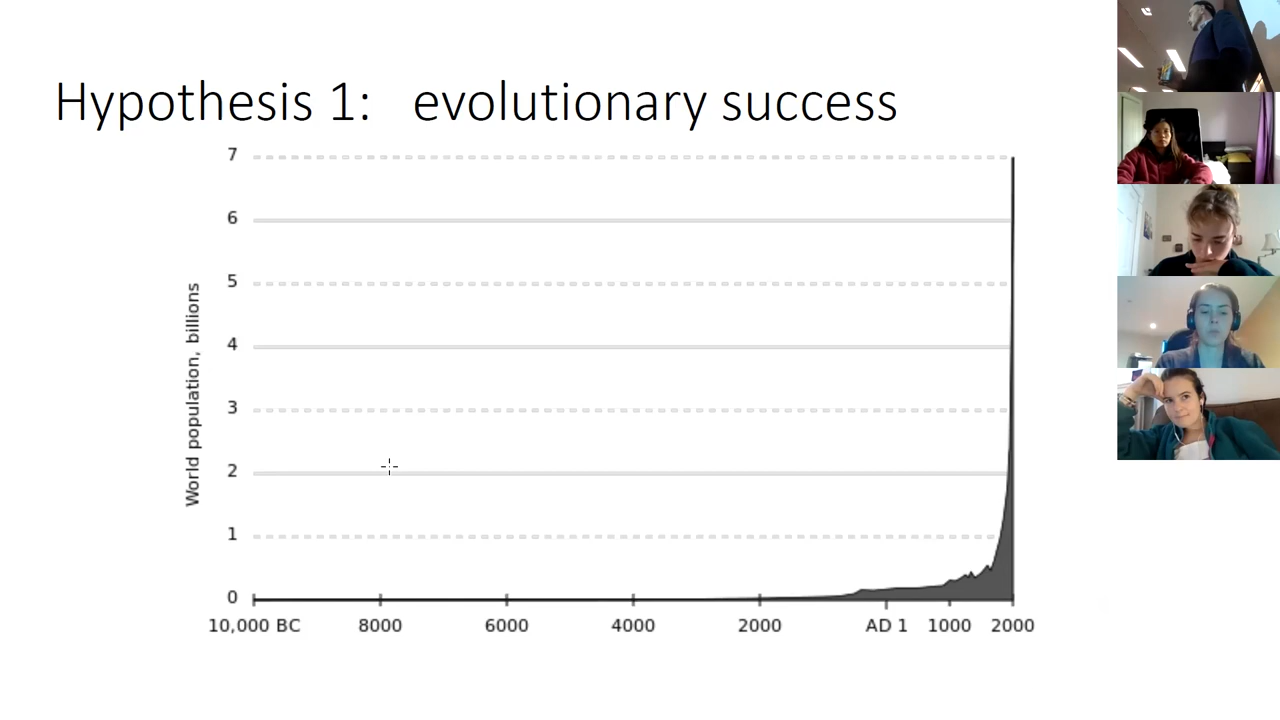 Hypothesis 1: evolutionary success
World population, billions
7
6
5
4
3
2
1
0
10,000 BC 8000 6000 4000 2000 AD 1 1000 2000